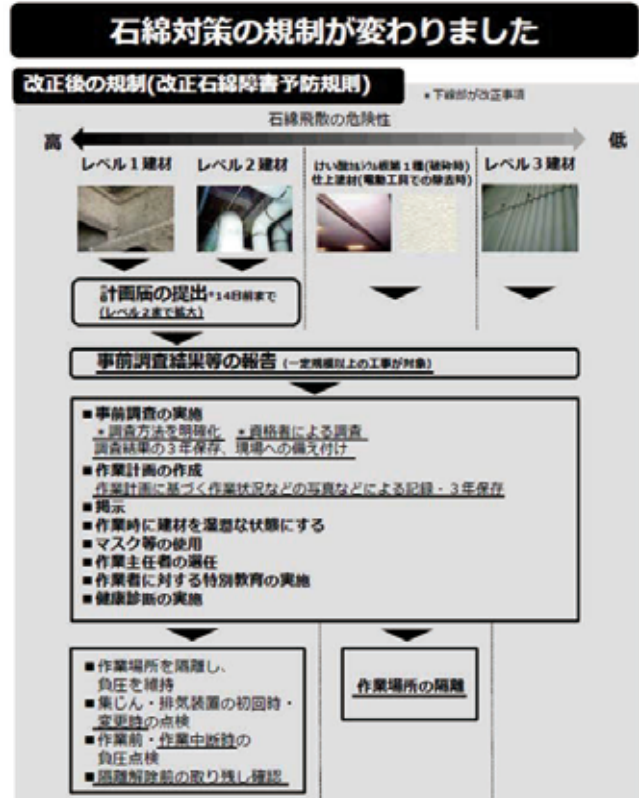 石綿対策の規制が変わりました
改正後の規制(改正石綿障害予防規則)
*下線部が改正事項
石綿飛散の危険性
高
低
レベル1建材
レベル2建材
けい酸カルシウム板第1種(破砕時)
仕上塗材(電動工具での除去時)
レベル3建材
計画届の提出*14日前まで
(レベル2まで拡大)
事前調査結果等の報告(一定規模以上の工事が対象)
■事前調査の実施
*調査方法を明確化 *資格者による調査
調査結果の3年保存、現場への備え付け
■作業計画の作成
作業計画に基づく作業状況などの写真などによる記録・3年保存
■掲示
■作業時に建材を湿潤な状態にする
■マスク等の使用
■作業主任者の選任
■作業者に対する特別教育の実施
■健康診断の実施
■作業場所を隔離し、
負圧を維持
■集じん・排気装置の初回時・
変更時の点検
■作業前・作業中断時の
負圧点検
■隔離解除前の取り残し確認
作業場所の隔離